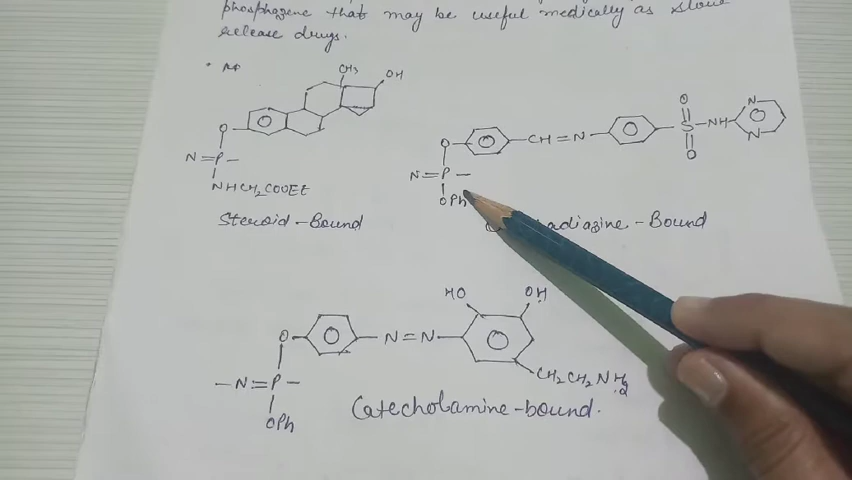 phosphazene that may be useful medically as slow
release drugs.
CH3
OH
O
N=P-
NHCH2COOEt
Steroid-Bound
O
CH=N
O
S
O
NH
N
N
N=P-
OPh
adiazine-Bound
HO
OH
O
N=N
CH2CH2NH2
-N=P-
OPh
Catecholamine-bound.